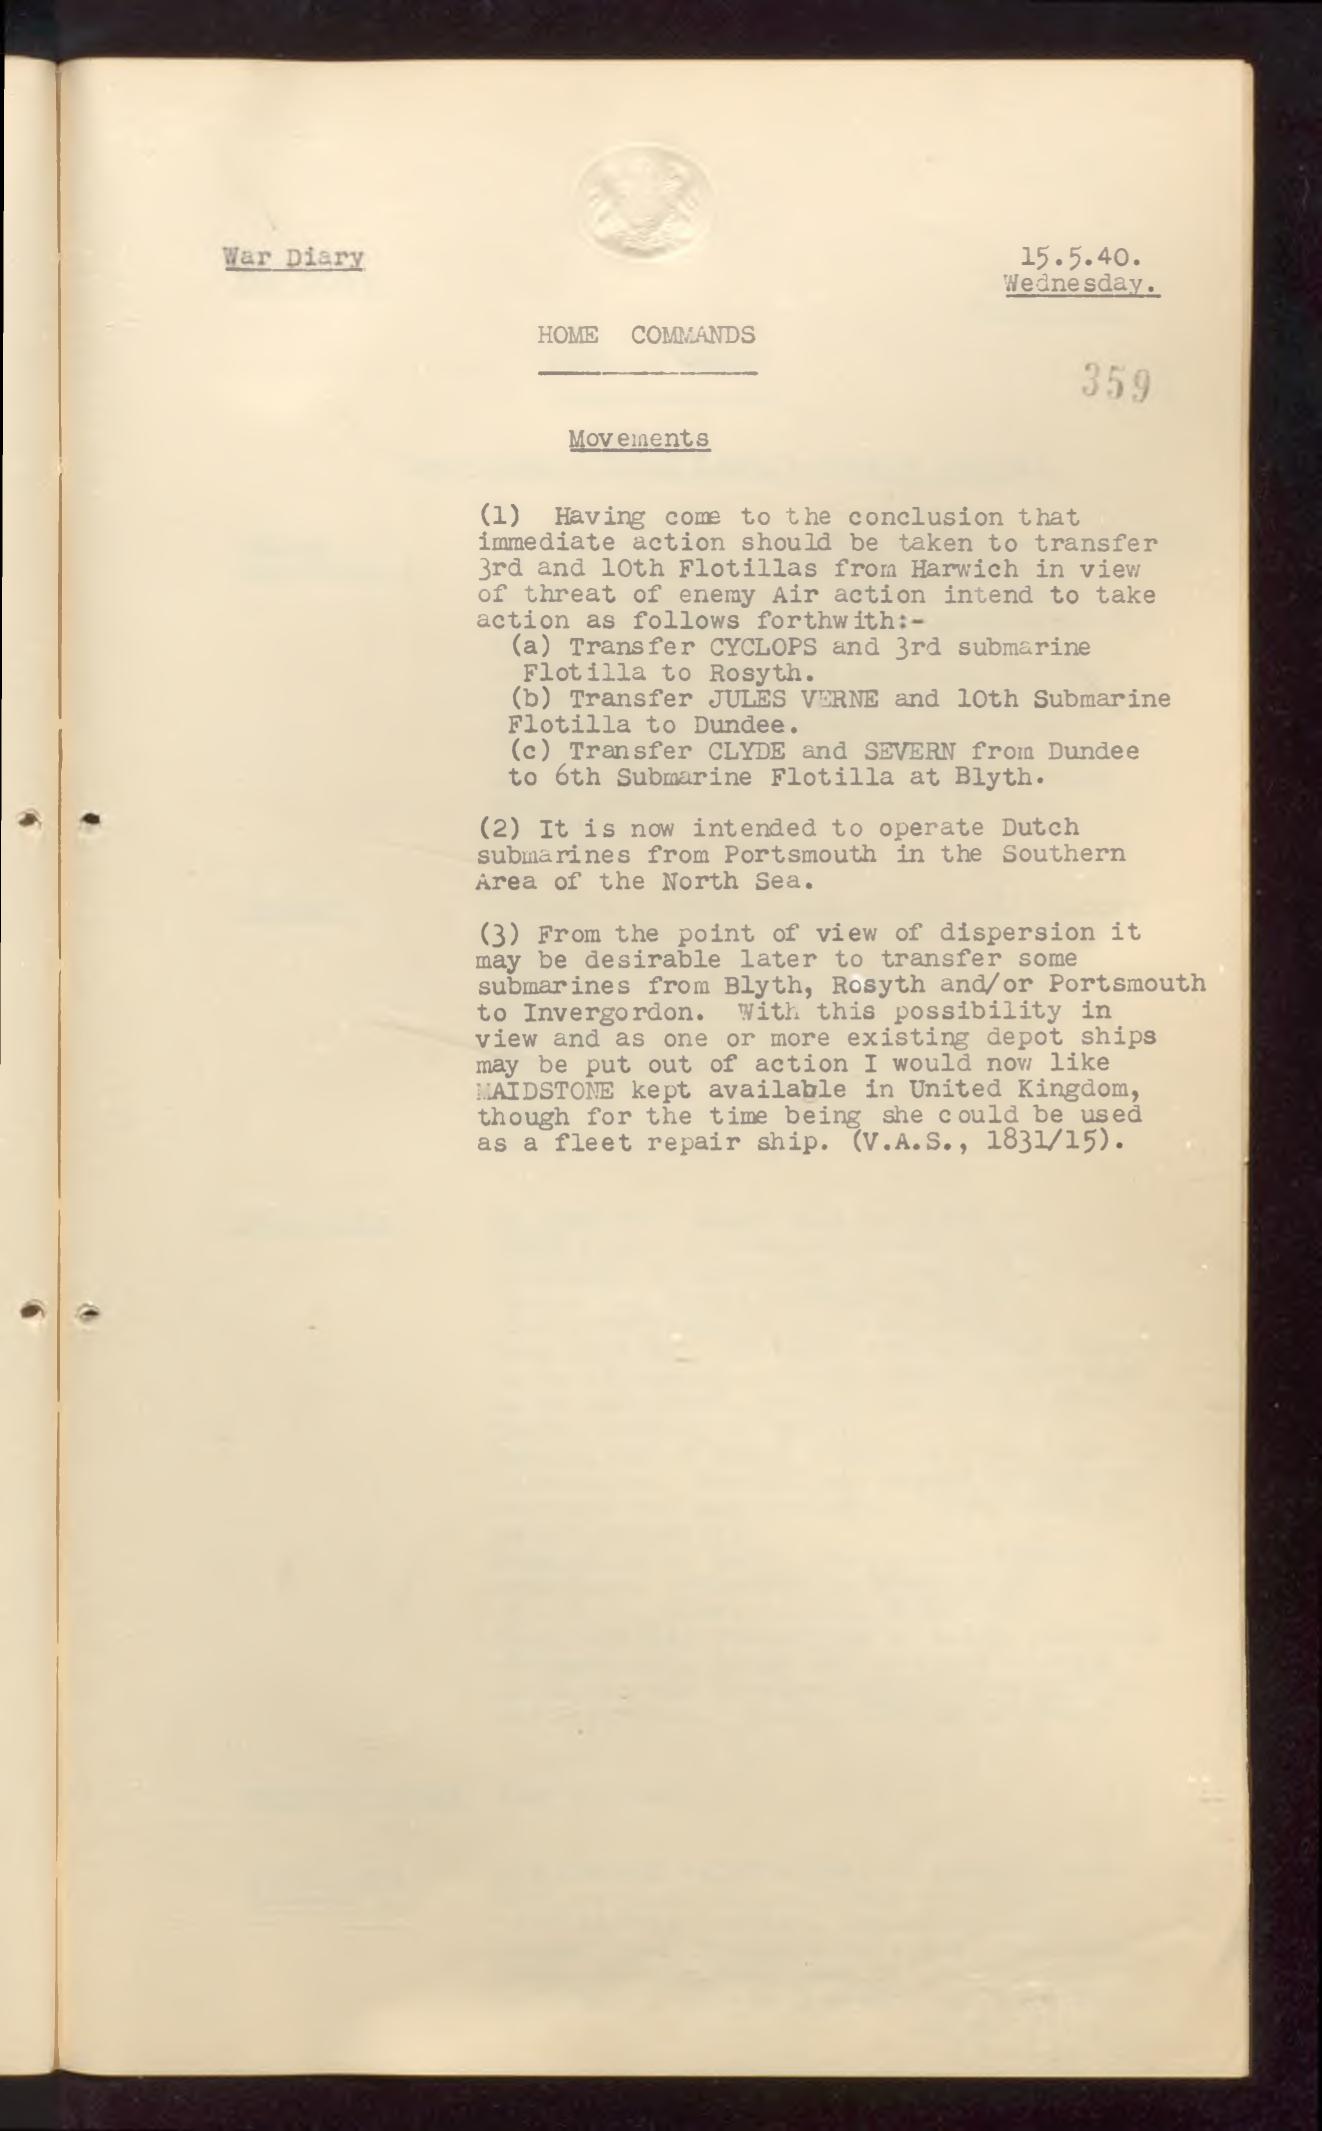 War Diary
15.5.40.
Wednesday.
HOME COMMANDS
359
Movements
(1) Having come to the conclusion that
immediate action should be taken to transfer
3rd and 10th Flotillas from Harwich in view
of threat of enemy Air action intend to take
action as follows forthwith:-
(a) Transfer CYCLOPS and 3rd submarine
Flotilla to Rosyth.
(b) Transfer JULES VERNE and 10th Submarine
Flotilla to Dundee.
(c) Transfer CLYDE and SEVERN from Dundee
to 6th Submarine Flotilla at Blyth.
(2) It is now intended to operate Dutch
submarines from Portsmouth in the Southern
Area of the North Sea.
(3) From the point of view of dispersion it
may be desirable later to transfer some
submarines from Blyth, Rosyth and/or Portsmouth
to Invergordon. With this possibility in
view and as one or more existing depot ships
may be put out of action I would now like
MAIDSTONE kept available in United Kingdom,
though for the time being she could be used
as a fleet repair ship. (V.A.S., 1831/15).